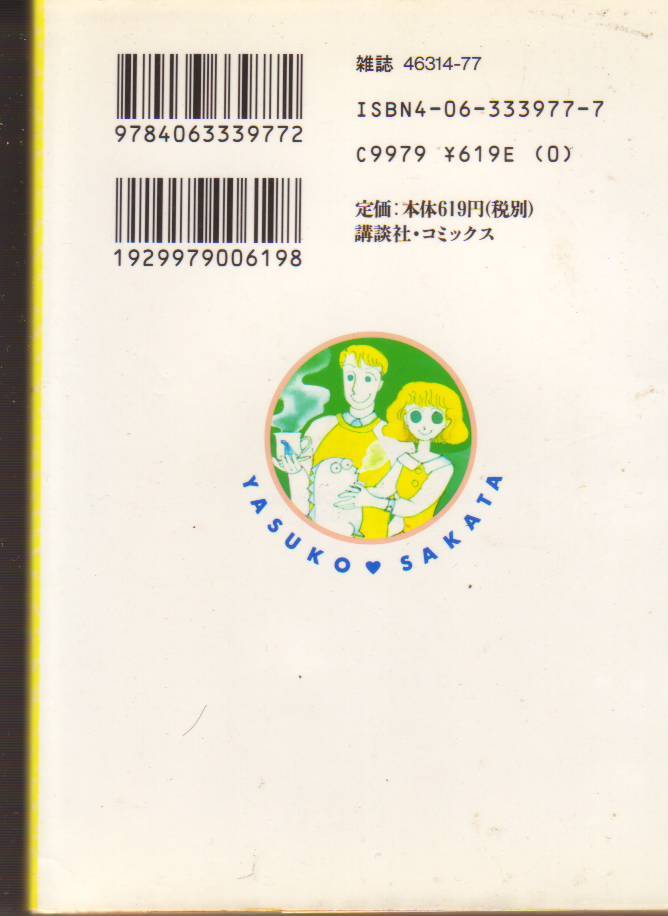 9784063339772
1929979006198
雑誌 46314-77
ISBN4-06-333977-7
C9979 ¥619E (0)
定価:本体619円(税別)
講談社・コミックス
YASUKO♥SAKATA